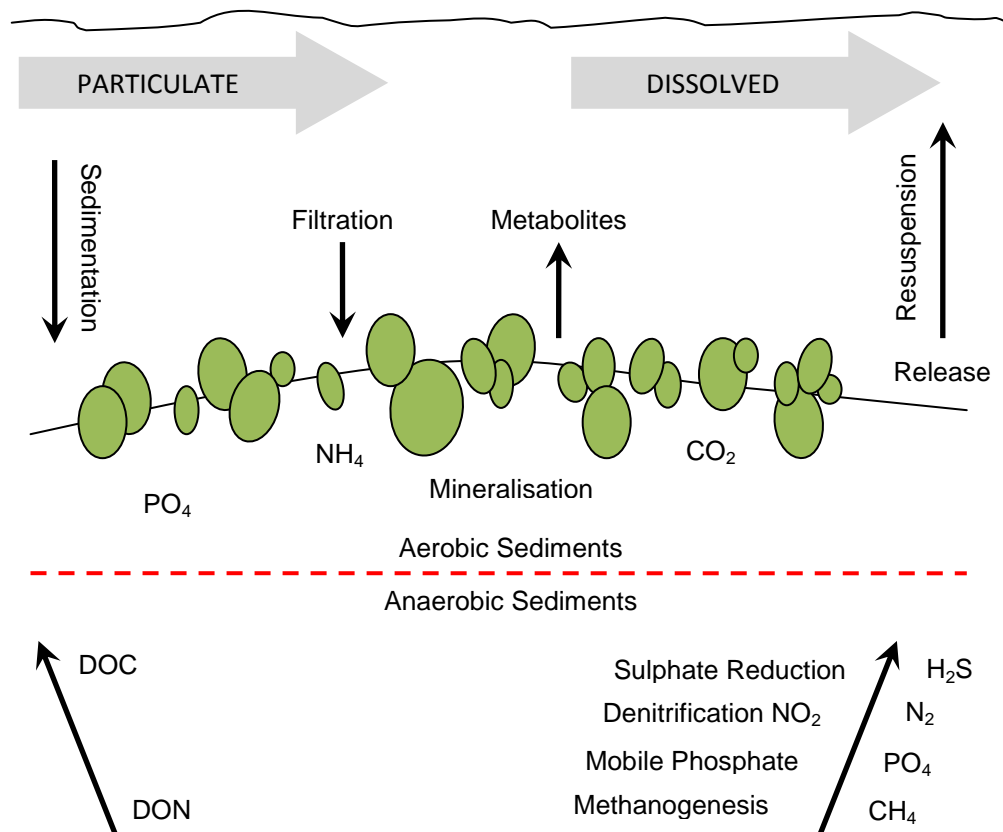 PARTICULATE
DISSOLVED
Sedimentation
Filtration
Metabolites
Resuspension
Release
NH₄
CO₂
PO₄
Mineralisation
Aerobic Sediments
Anaerobic Sediments
DOC
DON
Sulphate Reduction H₂S
Denitrification NO₂ N₂
Mobile Phosphate PO₄
Methanogenesis CH₄